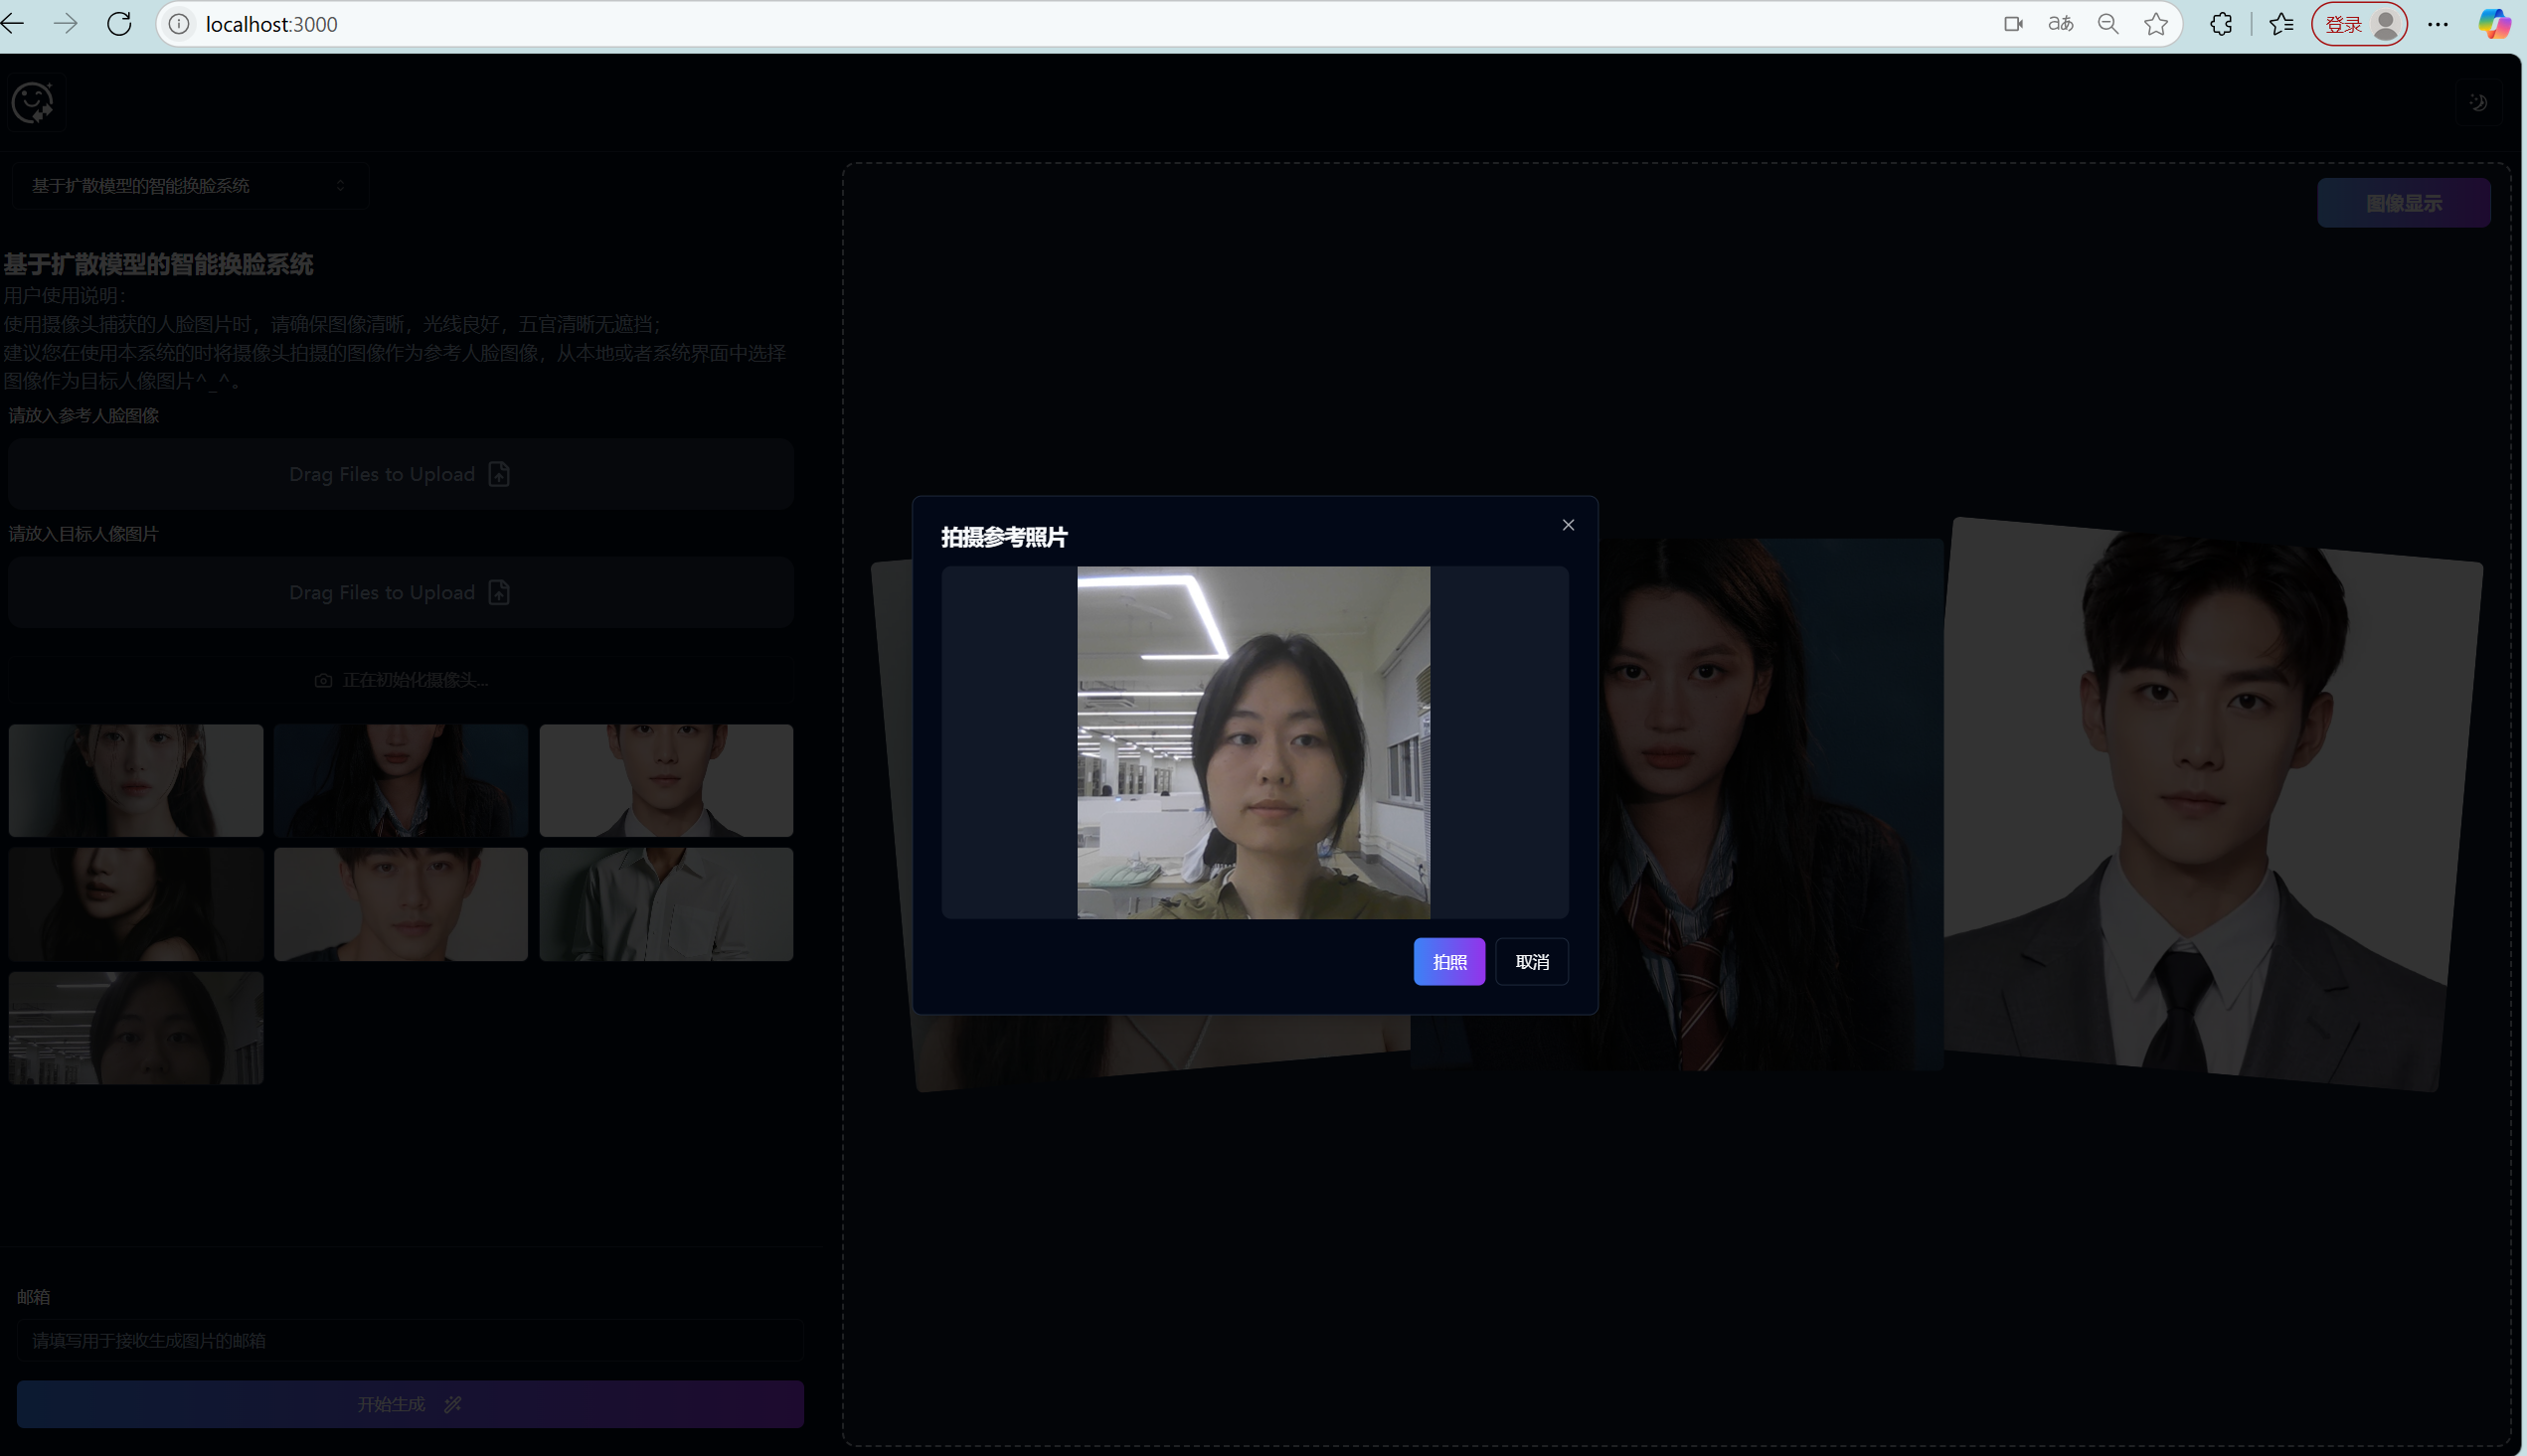 localhost:3000
aあ
登录
基于扩散模型的智能换脸系统
图像显示
基于扩散模型的智能换脸系统
用户使用说明：
使用摄像头捕获的人脸图片时，请确保图像清晰，光线良好，五官清晰无遮挡；
建议您在使用本系统的时将摄像头拍摄的图像作为参考人脸图像，从本地或者系统界面中选择
图像作为目标人像图片^_^。
请放入参考人脸图像
Drag Files to Upload
请放入目标人像图片
Drag Files to Upload
正在初始化摄像头...
拍摄参考照片
拍照
取消
邮箱
请填写用于接收生成图片的邮箱
开始生成